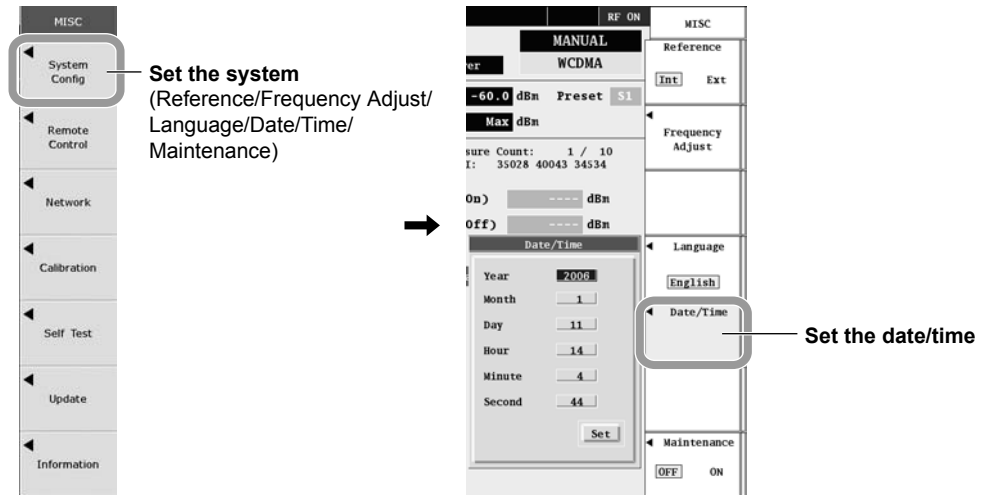 MISC
System
Config
Remote
Control
Network
Calibration
Self Test
Update
Information
Set the system
(Reference/Frequency Adjust/
Language/Date/Time/
Maintenance)
RF ON
MANUAL
er WCDMA
-60.0 dBm Preset S1
Max dBm
sure Count: 1 / 10
I: 35028 40043 34534
On) ---- dBm
Off) ---- dBm
Date/Time
Year 2006
Month 1
Day 11
Hour 14
Minute 4
Second 44
Set
MISC
Reference
Int Ext
Frequency
Adjust
Language
English
Date/Time
Maintenance
OFF ON
Set the date/time